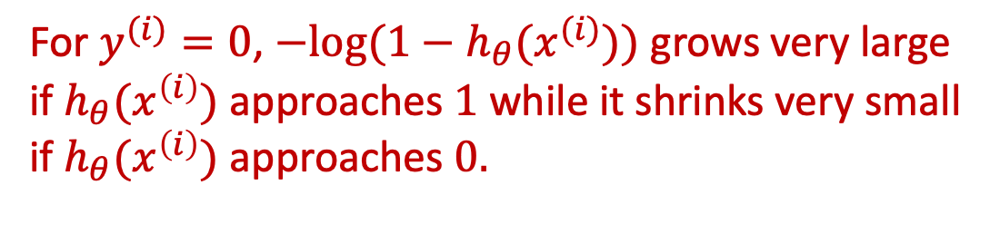 For y⁽ⁱ⁾ = 0, −log(1 − h_θ(x⁽ⁱ⁾)) grows very large
if h_θ(x⁽ⁱ⁾) approaches 1 while it shrinks very small
if h_θ(x⁽ⁱ⁾) approaches 0.